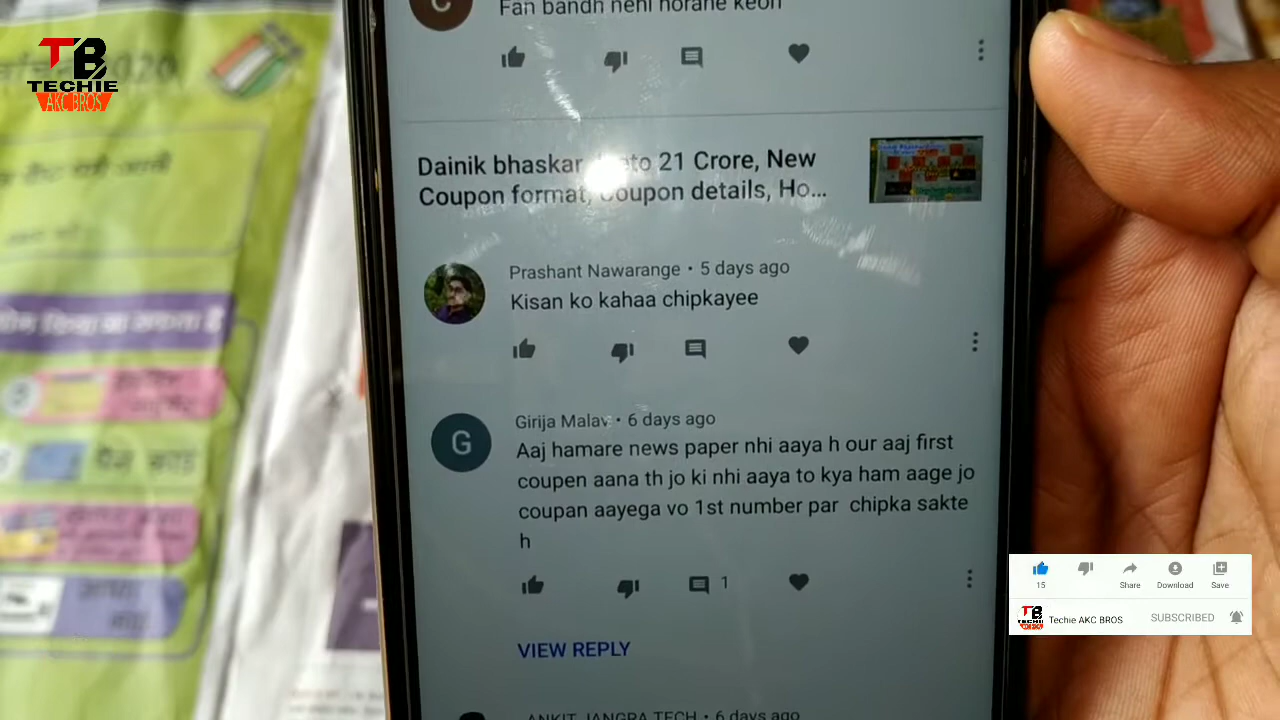 TB
TECHIE
AKC BROS
2020
C
Fan bandh nehi horahe keon
Dainik bhaskar 21 Crore, New
Coupon format, Coupon details, Ho...
Prashant Nawarange • 5 days ago
Kisan ko kahaa chipkayee
G
Girija Malav • 6 days ago
Aaj hamare news paper nhi aaya h our aaj first
coupen aana th jo ki nhi aaya to kya ham aage jo
coupan aayega vo 1st number par chipka sakte
h
1
VIEW REPLY
ANKIT JANGRA TECH • 6 days ago
15
Share
Download
Save
TB
TECHIE
Techie AKC BROS
SUBSCRIBED